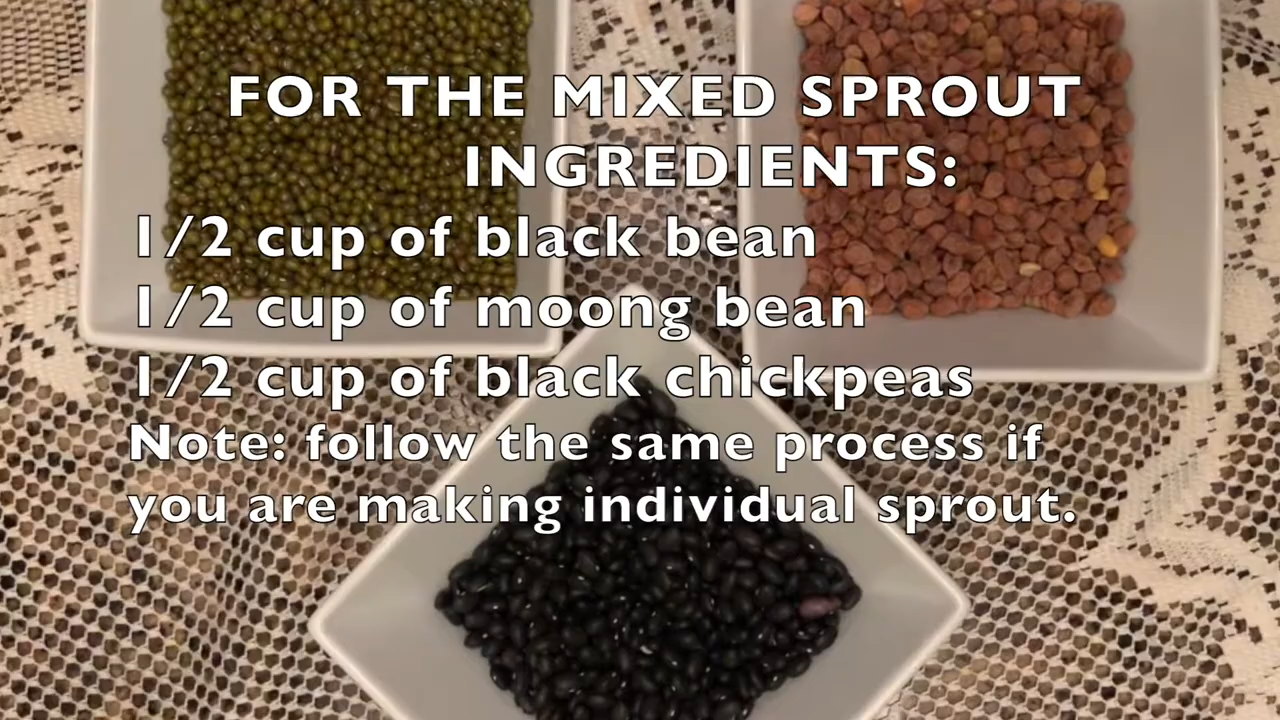 FOR THE MIXED SPROUT
INGREDIENTS:
1/2 cup of black bean
1/2 cup of moong bean
1/2 cup of black chickpeas
Note: follow the same process if
you are making individual sprout.